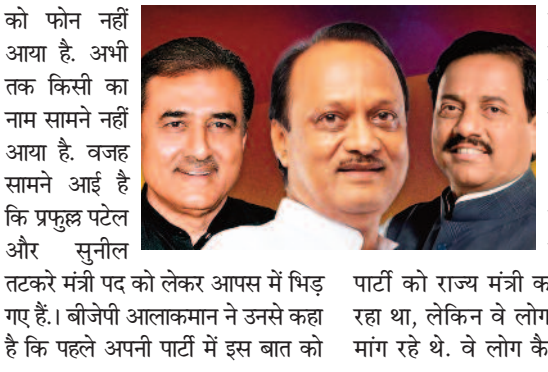 को फोन नहीं
आया है. अभी
तक किसी का
नाम सामने नहीं
आया है. वजह
सामने आई है
कि प्रफुल्ल पटेल
और सुनील
तटकरे मंत्री पद को लेकर आपस में भिड़
गए हैं.। बीजेपी आलाकमान ने उनसे कहा
है कि पहले अपनी पार्टी में इस बात को
पार्टी को राज्य मंत्री क
रहा था, लेकिन वे लोग
मांग रहे थे. वे लोग कै